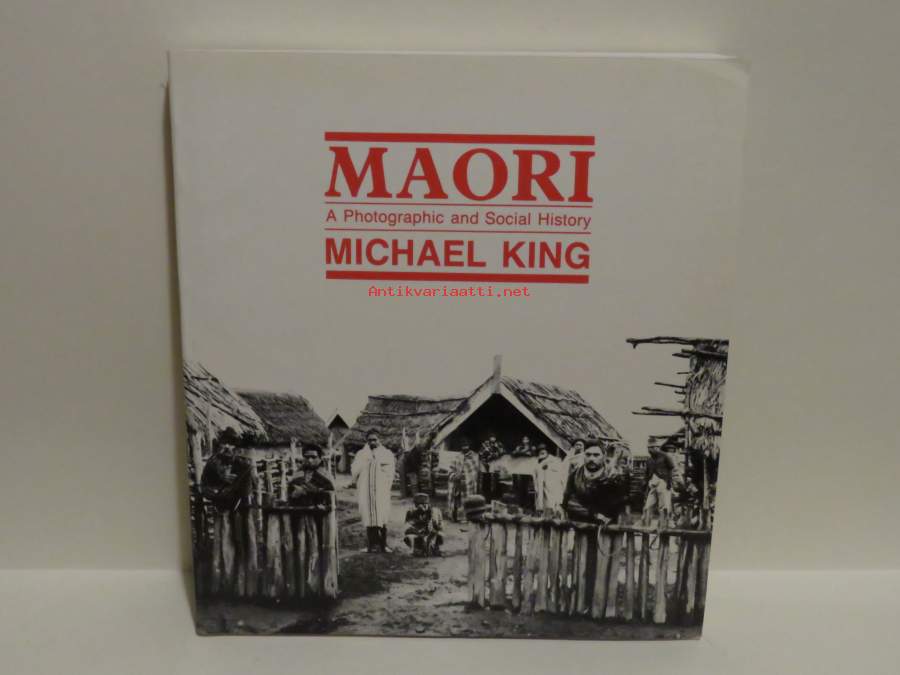 MAORI
A Photographic and Social History
MICHAEL KING
Antikvariaatti.net